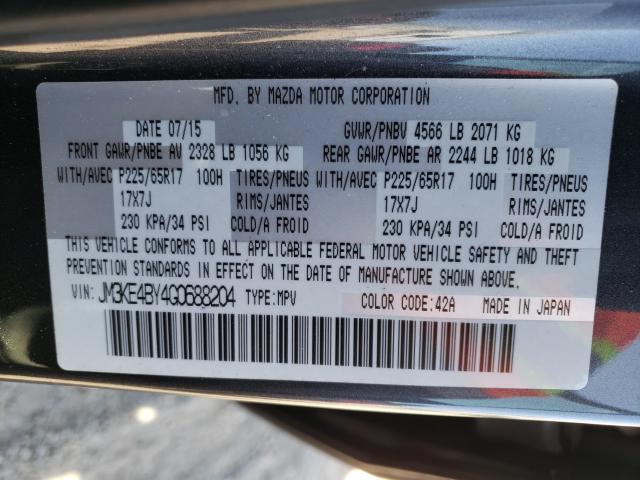 MFD. BY MAZDA MOTOR CORPORATION
DATE 07/15 GVWR/PNBV 4566 LB 2071 KG
FRONT GAWR/PNBE AV 2328 LB 1056 KG REAR GAWR/PNBE AR 2244 LB 1018 KG
WITH/AVEC P225/65R17 100H TIRES/PNEUS WITH/AVEC P225/65R17 100H TIRES/PNEUS
17X7J RIMS/JANTES 17X7J RIMS/JANTES
230 KPA/34 PSI COLD/A FROID 230 KPA/34 PSI COLD/A FROID
THIS VEHICLE CONFORMS TO ALL APPLICABLE FEDERAL MOTOR VEHICLE SAFETY AND THEFT
PREVENTION STANDARDS IN EFFECT ON THE DATE OF MANUFACTURE SHOWN ABOVE.
VIN: JM3KE4BY4G0688204 TYPE:MPV COLOR CODE:42A MADE IN JAPAN